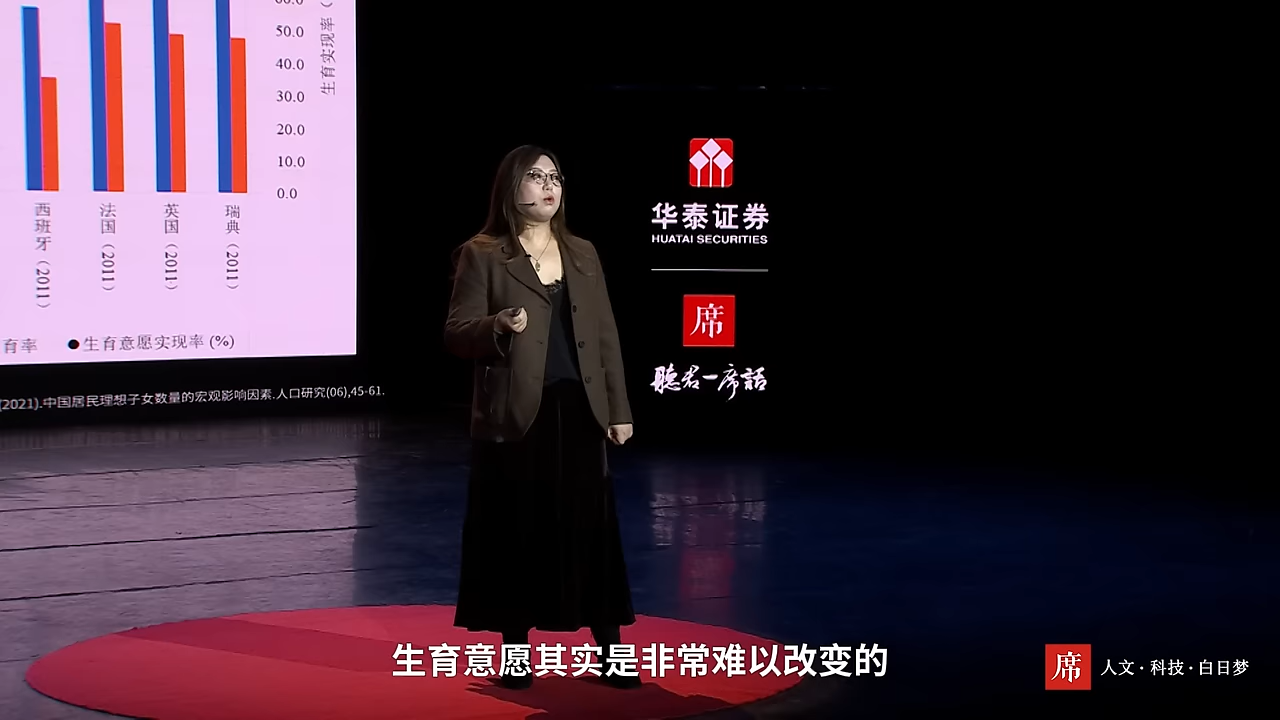 60.0
50.0
40.0
30.0
20.0
10.0
0.0
生育实现率（
西班牙（2011）
法国（2011）
英国（2011）
瑞典（2011）
育率
●生育意愿实现率 (%)
(2021).中国居民理想子女数量的宏观影响因素.人口研究(06),45-61.
华泰证券
HUATAI SECURITIES
席
聽君一席話
生育意愿其实是非常难以改变的
席
人文·科技·白日梦